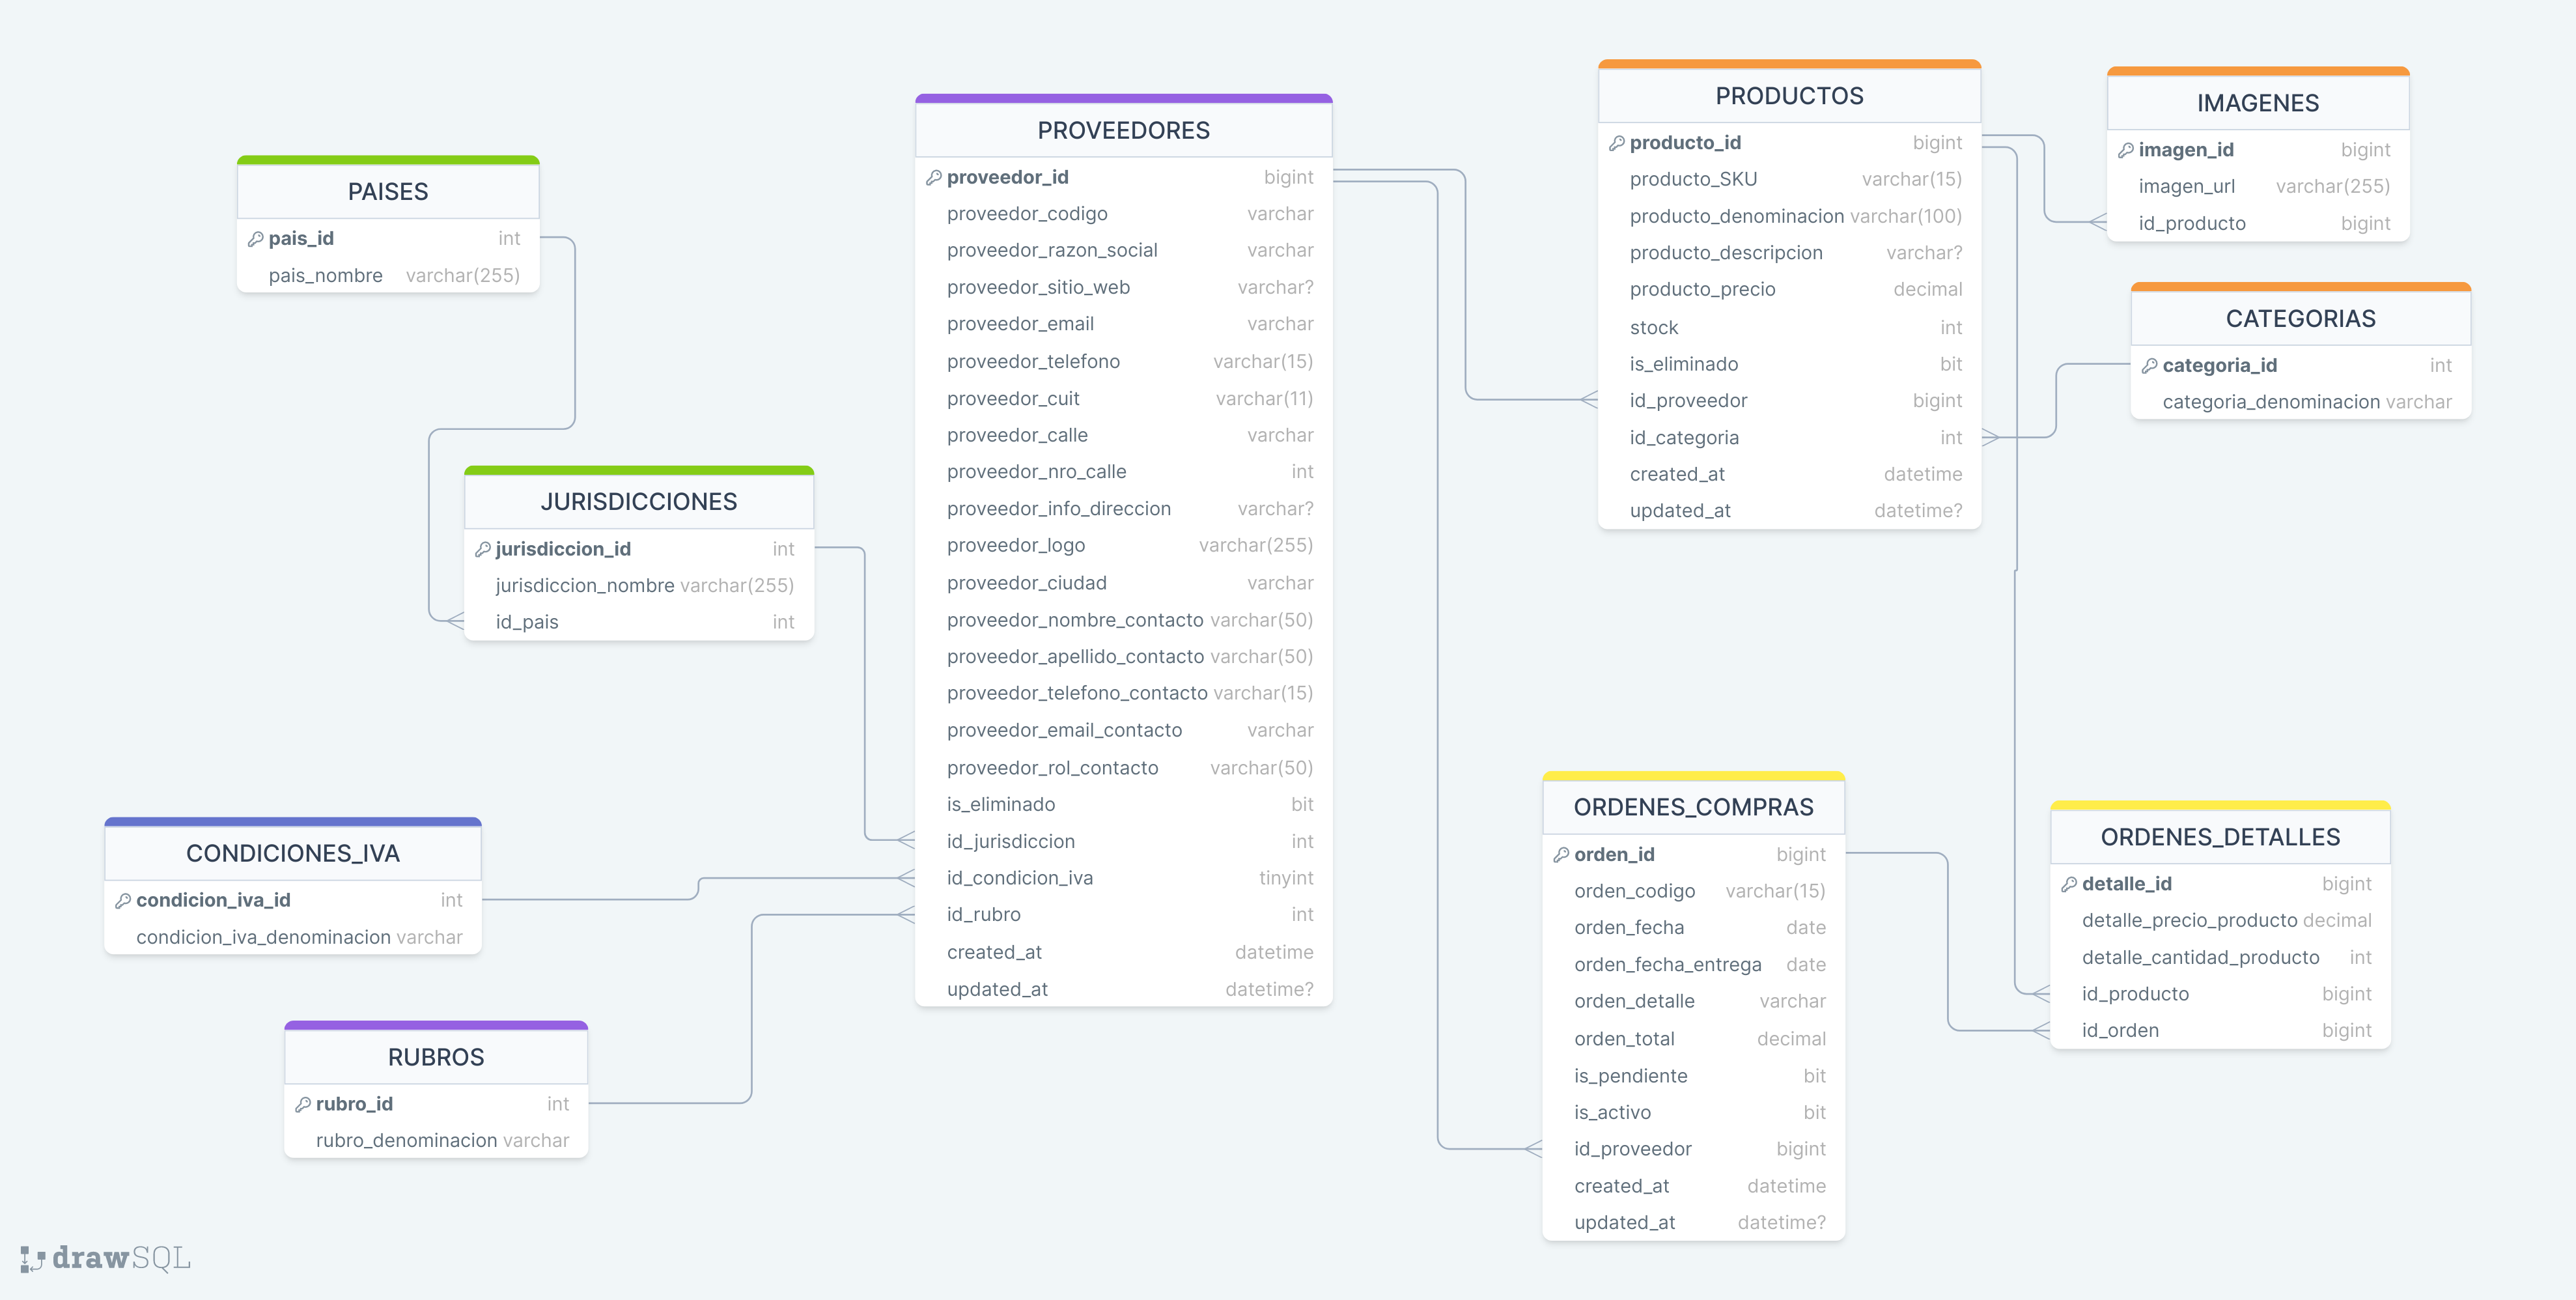 PAISES
pais_id int
pais_nombre varchar(255)
JURISDICCIONES
jurisdiccion_id int
jurisdiccion_nombre varchar(255)
id_pais int
CONDICIONES_IVA
condicion_iva_id int
condicion_iva_denominacion varchar
RUBROS
rubro_id int
rubro_denominacion varchar
PROVEEDORES
proveedor_id bigint
proveedor_codigo varchar
proveedor_razon_social varchar
proveedor_sitio_web varchar?
proveedor_email varchar
proveedor_telefono varchar(15)
proveedor_cuit varchar(11)
proveedor_calle varchar
proveedor_nro_calle int
proveedor_info_direccion varchar?
proveedor_logo varchar(255)
proveedor_ciudad varchar
proveedor_nombre_contacto varchar(50)
proveedor_apellido_contacto varchar(50)
proveedor_telefono_contacto varchar(15)
proveedor_email_contacto varchar
proveedor_rol_contacto varchar(50)
is_eliminado bit
id_jurisdiccion int
id_condicion_iva tinyint
id_rubro int
created_at datetime
updated_at datetime?
PRODUCTOS
producto_id bigint
producto_SKU varchar(15)
producto_denominacion varchar(100)
producto_descripcion varchar?
producto_precio decimal
stock int
is_eliminado bit
id_proveedor bigint
id_categoria int
created_at datetime
updated_at datetime?
IMAGENES
imagen_id bigint
imagen_url varchar(255)
id_producto bigint
CATEGORIAS
categoria_id int
categoria_denominacion varchar
ORDENES_COMPRAS
orden_id bigint
orden_codigo varchar(15)
orden_fecha date
orden_fecha_entrega date
orden_detalle varchar
orden_total decimal
is_pendiente bit
is_activo bit
id_proveedor bigint
created_at datetime
updated_at datetime?
ORDENES_DETALLES
detalle_id bigint
detalle_precio_producto decimal
detalle_cantidad_producto int
id_producto bigint
id_orden bigint
drawSQL